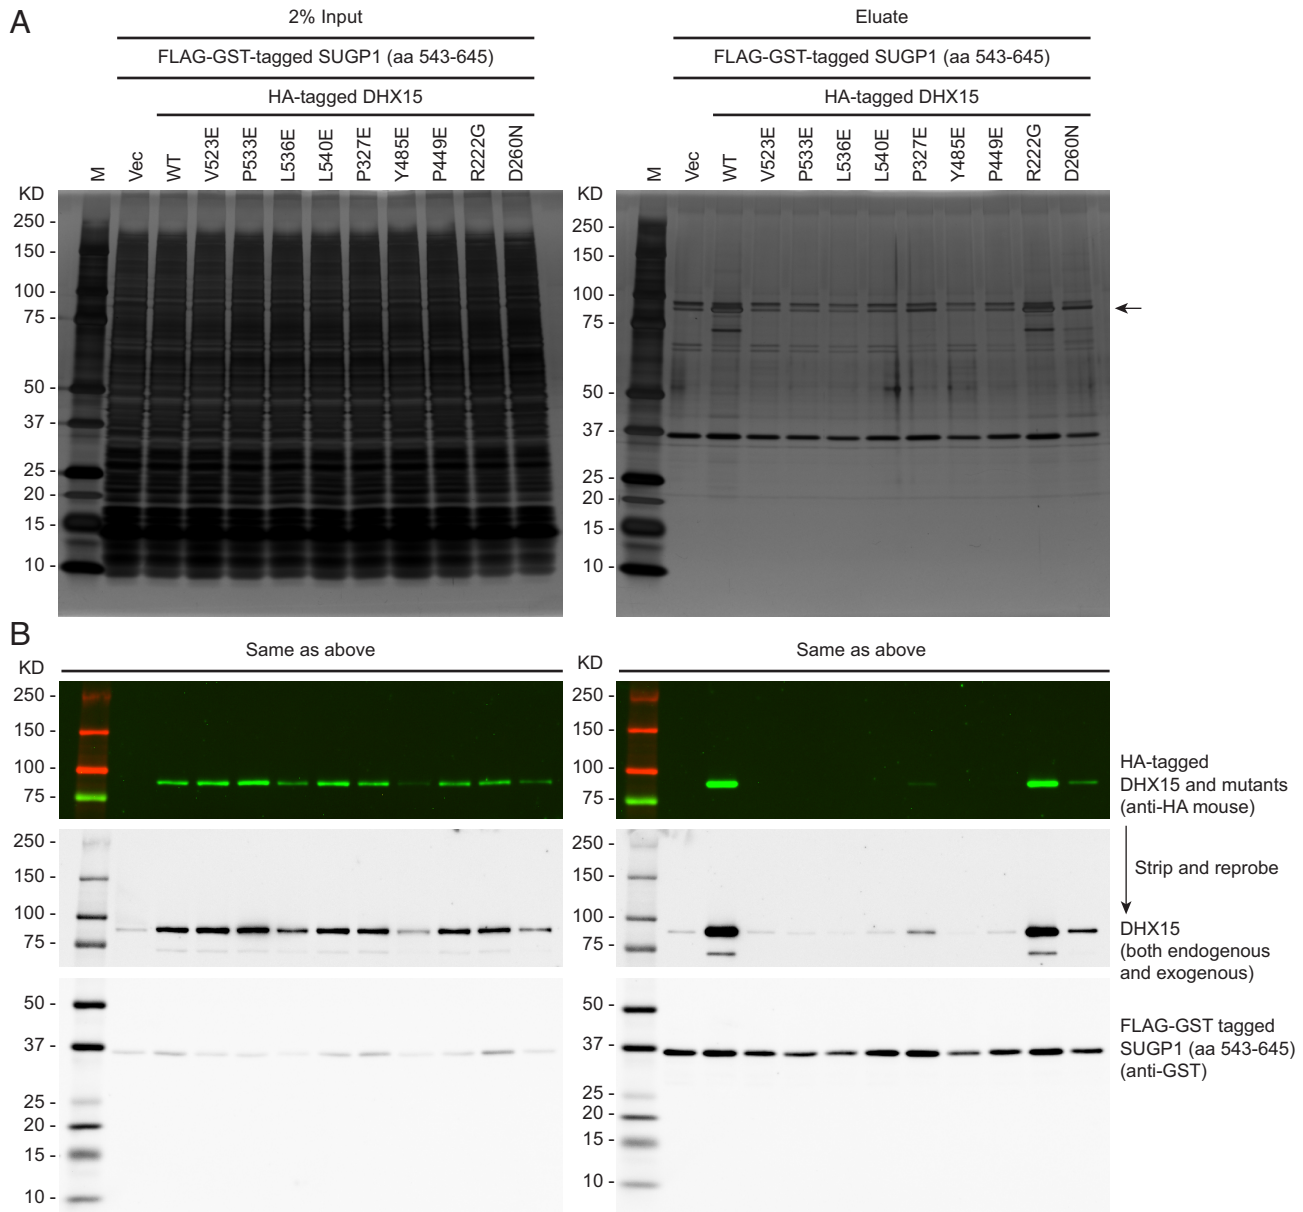 A
2% Input
Eluate
FLAG-GST-tagged SUGP1 (aa 543-645)
FLAG-GST-tagged SUGP1 (aa 543-645)
HA-tagged DHX15
HA-tagged DHX15
M Vec WT V523E P533E L536E L540E P327E Y485E P449E R222G D260N
M Vec WT V523E P533E L536E L540E P327E Y485E P449E R222G D260N
KD
250 -
150 -
100 -
75 -
50 -
37 -
25 -
20 -
15 -
10 -
KD
250 -
150 -
100 -
75 -
50 -
37 -
25 -
20 -
15 -
10 -
B
Same as above
Same as above
KD
250 -
150 -
100 -
75 -
KD
250 -
150 -
100 -
75 -
HA-tagged
DHX15 and mutants
(anti-HA mouse)
Strip and reprobe
250 -
150 -
100 -
75 -
250 -
150 -
100 -
75 -
DHX15
(both endogenous
and exogenous)
50 -
37 -
25 -
20 -
15 -
10 -
50 -
37 -
25 -
20 -
15 -
10 -
FLAG-GST tagged
SUGP1 (aa 543-645)
(anti-GST)